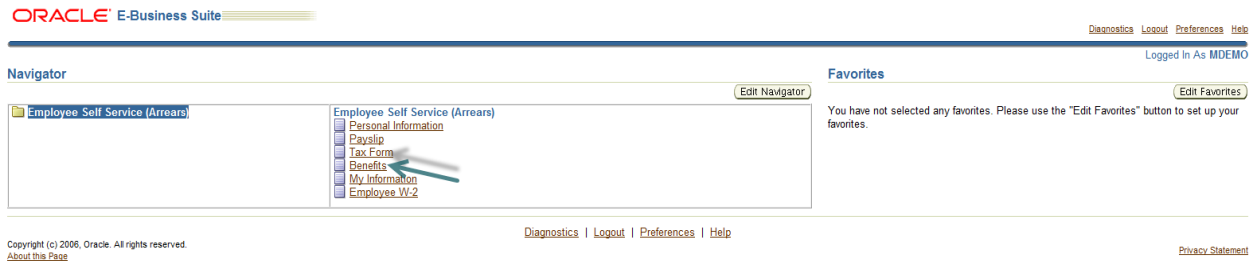 ORACLE E-Business Suite
Diagnostics Logout Preferences Help
Logged In As MDEMO
Navigator
Edit Navigator
Employee Self Service (Arrears)
Employee Self Service (Arrears)
Personal Information
Payslip
Tax Form
Benefits
My Information
Employee W-2
Favorites
Edit Favorites
You have not selected any favorites. Please use the "Edit Favorites" button to set up your
favorites.
Diagnostics | Logout | Preferences | Help
Copyright (c) 2006, Oracle. All rights reserved.
About this Page
Privacy Statement